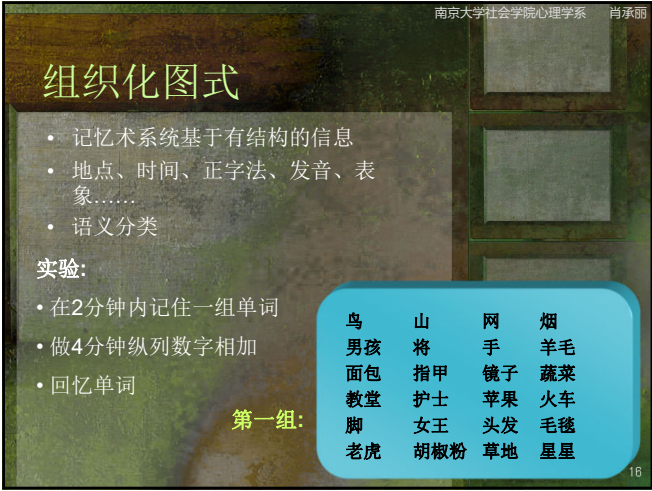 南京大学社会学院心理学系 肖承丽
组织化图式
• 记忆术系统基于有结构的信息
• 地点、时间、正字法、发音、表
象……
• 语义分类
实验:
• 在2分钟内记住一组单词
• 做4分钟纵列数字相加
• 回忆单词
第一组:
鸟 山 网 烟
男孩 将 手 羊毛
面包 指甲 镜子 蔬菜
教堂 护士 苹果 火车
脚 女王 头发 毛毯
老虎 胡椒粉 草地 星星
16